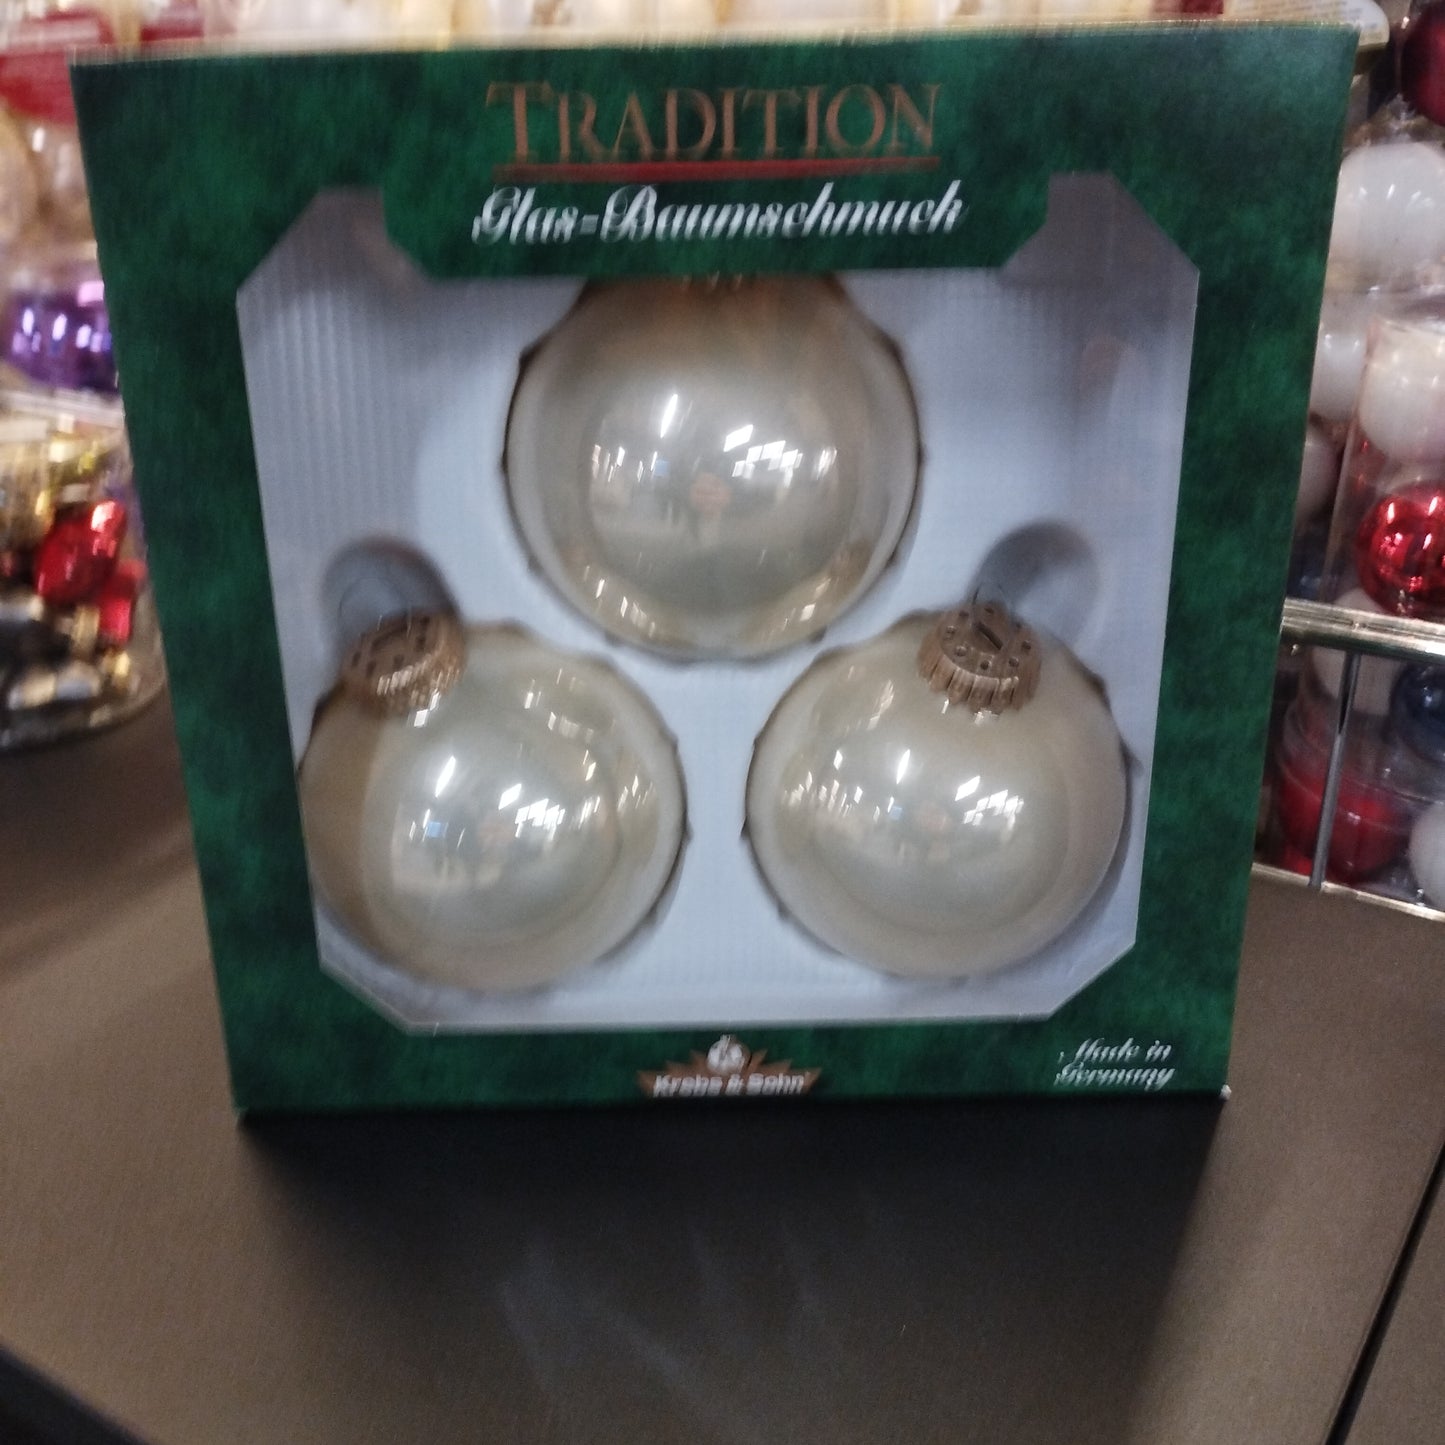 TRADITION
Glas-Baumschmuck
Krebs & Sohn
Made in
Germany